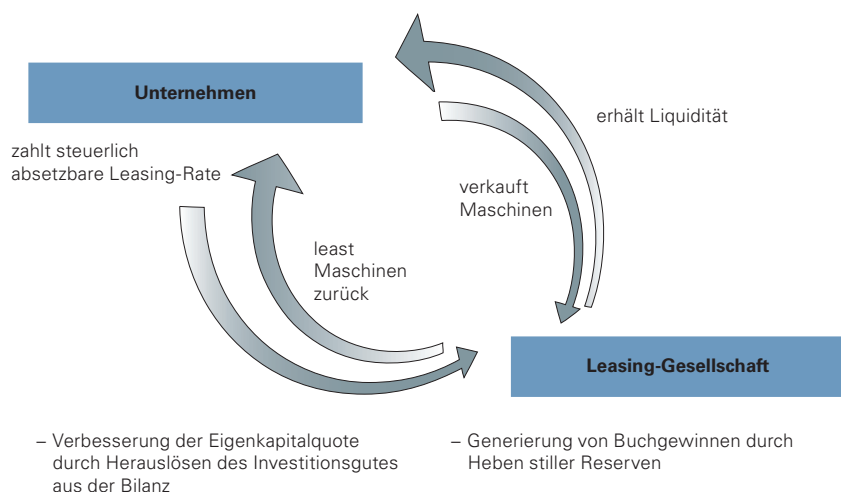 Unternehmen
erhält Liquidität
zahlt steuerlich
absetzbare Leasing-Rate
verkauft
Maschinen
least
Maschinen
zurück
Leasing-Gesellschaft
– Verbesserung der Eigenkapitalquote
durch Herauslösen des Investitionsgutes
aus der Bilanz
– Generierung von Buchgewinnen durch
Heben stiller Reserven